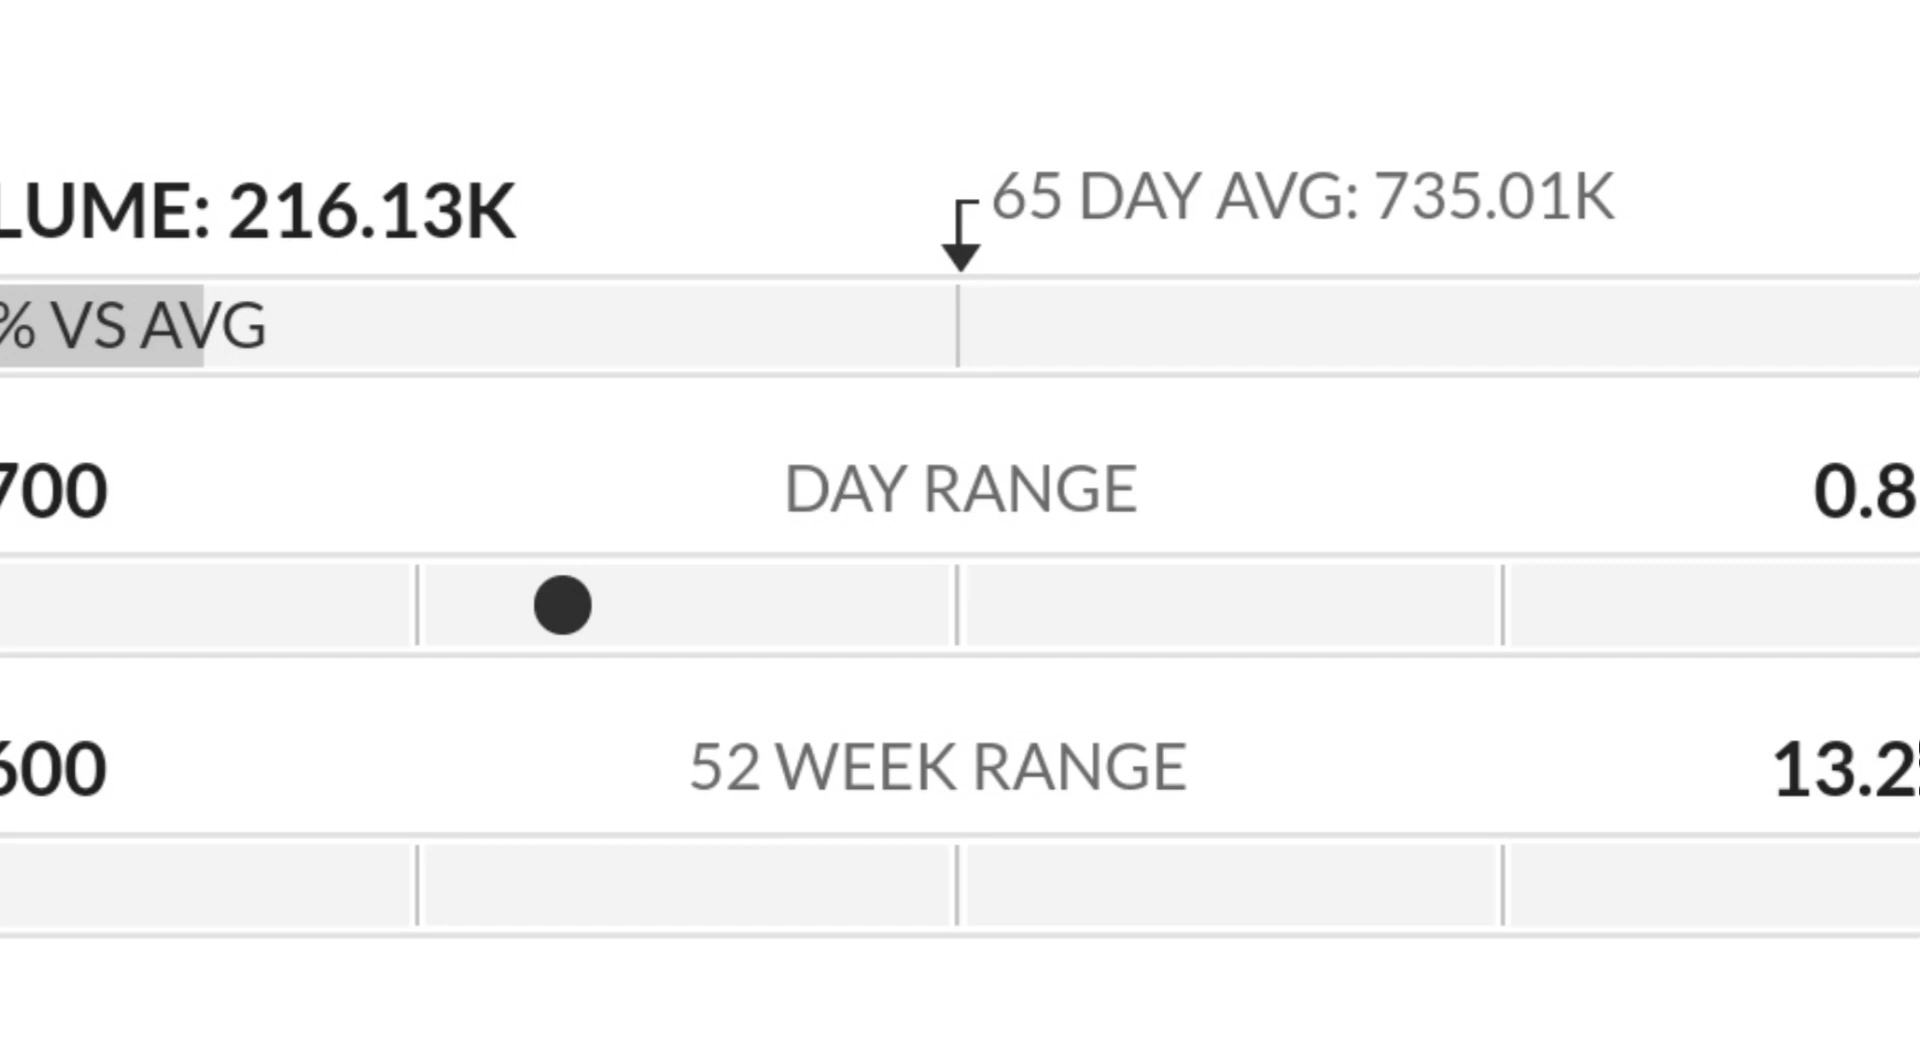 LUME: 216.13K
65 DAY AVG: 735.01K
% VS AVG
700 DAY RANGE 0.8
600 52 WEEK RANGE 13.2